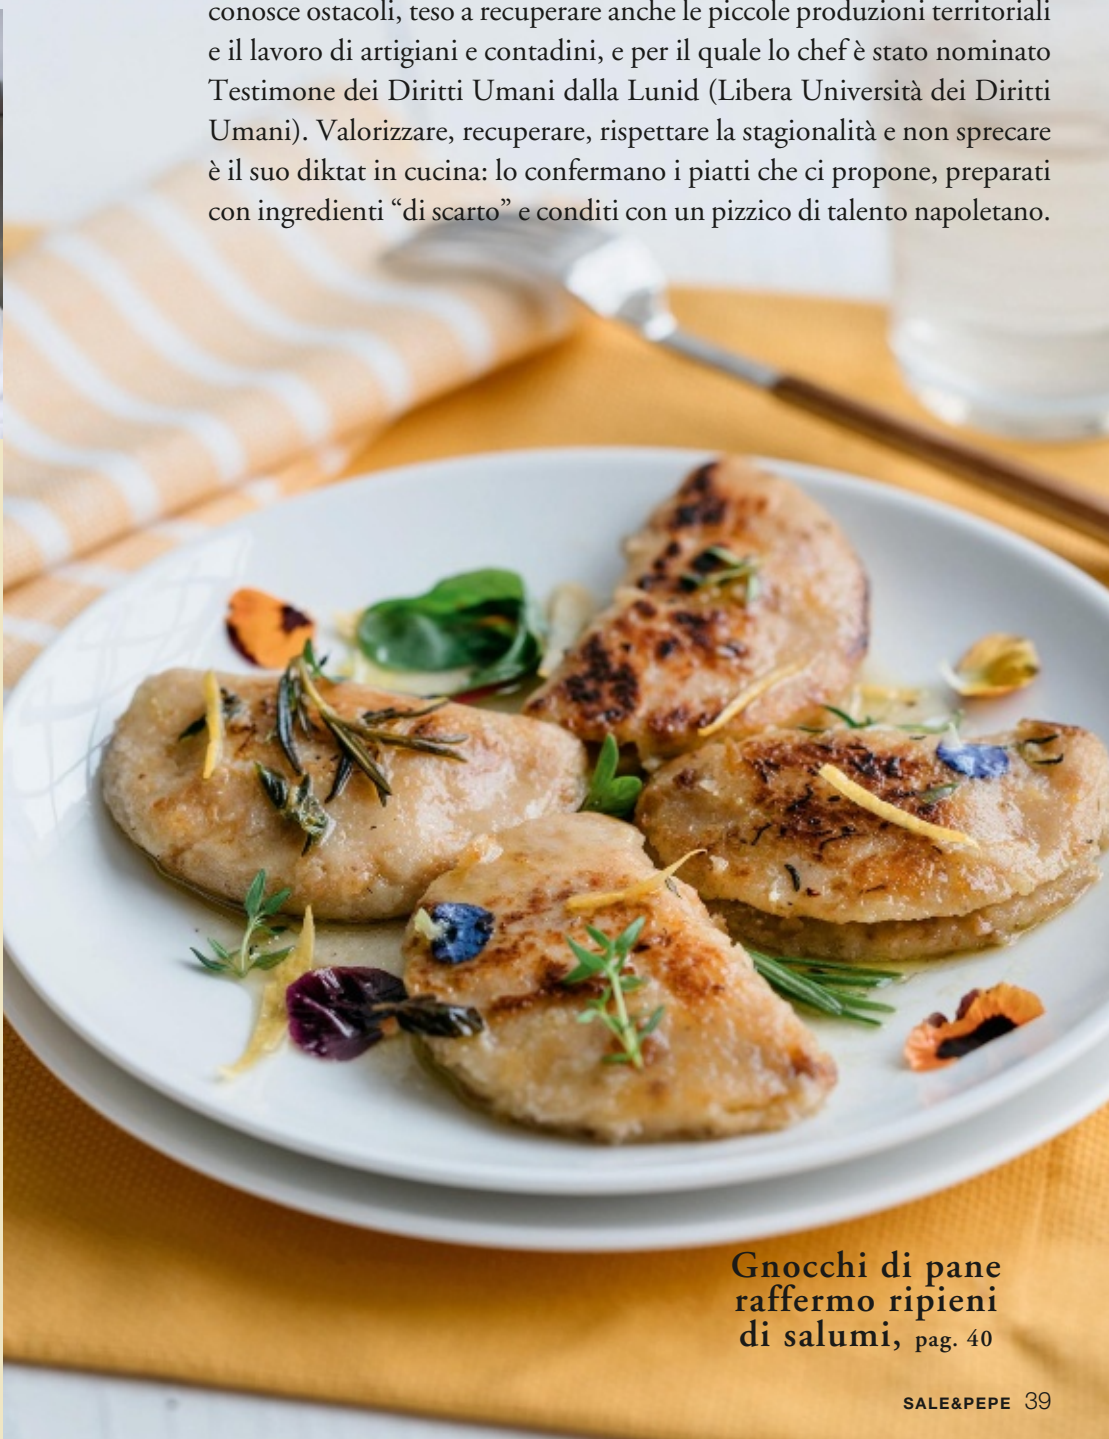 conosce ostacoli, teso a recuperare anche le piccole produzioni territoriali
e il lavoro di artigiani e contadini, e per il quale lo chef è stato nominato
Testimone dei Diritti Umani dalla Lunid (Libera Università dei Diritti
Umani). Valorizzare, recuperare, rispettare la stagionalità e non sprecare
è il suo diktat in cucina: lo confermano i piatti che ci propone, preparati
con ingredienti “di scarto” e conditi con un pizzico di talento napoletano.
Gnocchi di pane
raffermo ripieni
di salumi, pag. 40
SALE&PEPE 39